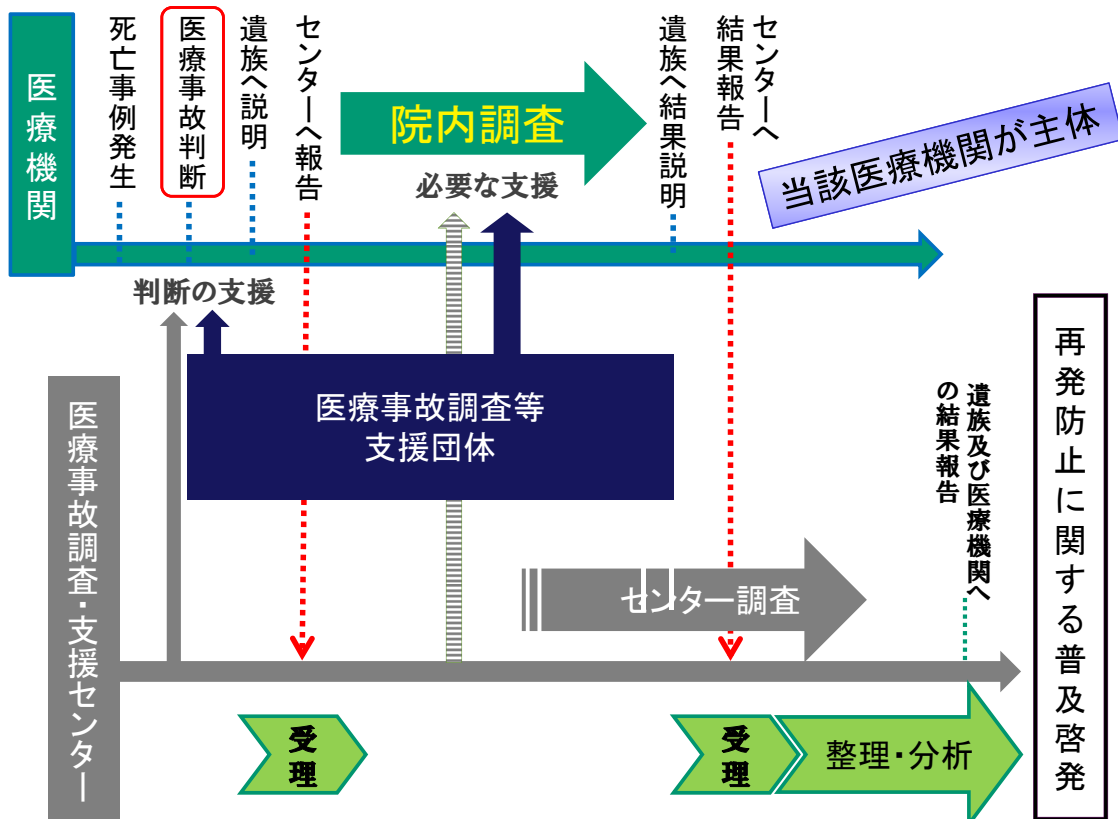 医療機関
死亡事例発生
医療事故判断
遺族へ説明
センターへ報告
院内調査
必要な支援
遺族へ結果説明
センターへ
結果報告
当該医療機関が主体
判断の支援
医療事故調査等
支援団体
医療事故調査・支援センター
センター調査
遺族及び医療機関へ
の結果報告
受理
受理
整理・分析
再発防止に関する普及啓発